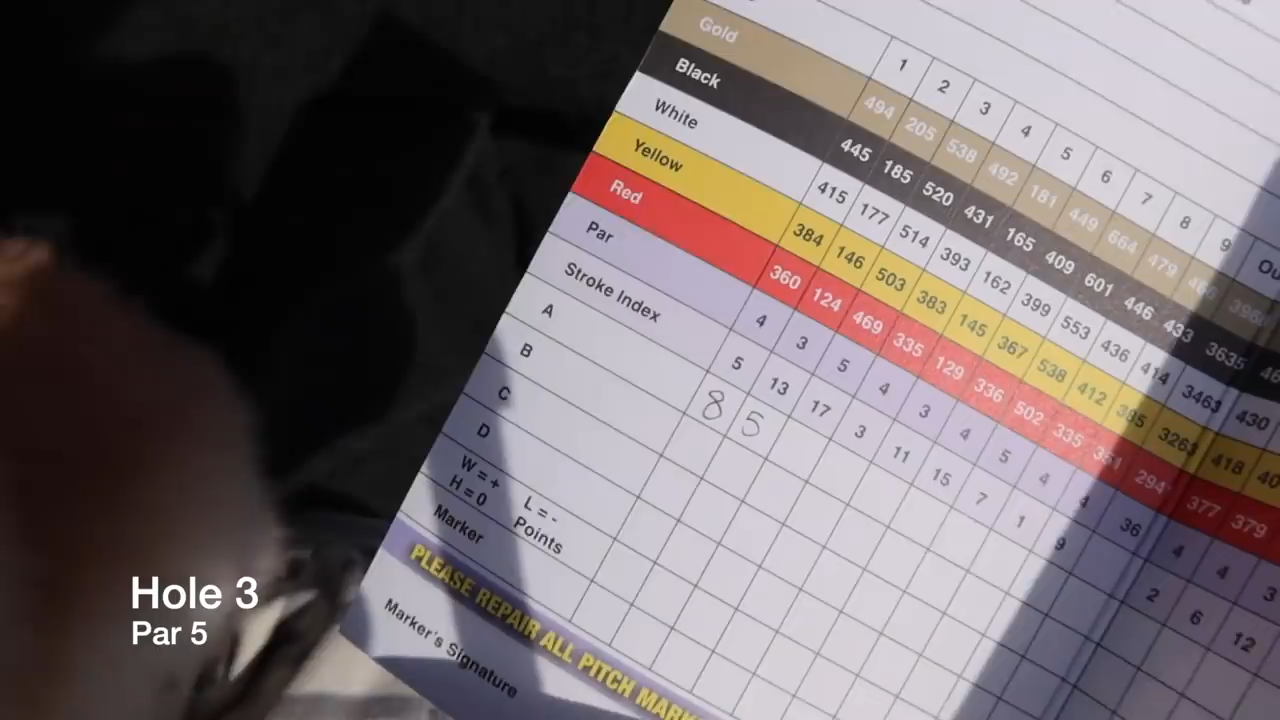 1 2 3 4 5 6 7 8 9
Gold 494 205 538 492 181 449 664 479
Black 445 185 520 431 165 409 601 446 433 3635
White 415 177 514 393 162 399 553 436 414 3463 430
Yellow 384 146 503 383 145 367 538 412 385 3263 418
Red 360 124 469 335 129 336 502 335 351 294 377 379
Par 4 3 5 4 3 4 5 4 4 36 4 4 3
Stroke Index 5 13 17 3 11 15 7 1 9 2 6 12
A 8 5
B
C
D
W = + L = -
H = 0 Points
Marker
PLEASE REPAIR ALL PITCH
Marker's Signature
Hole 3
Par 5